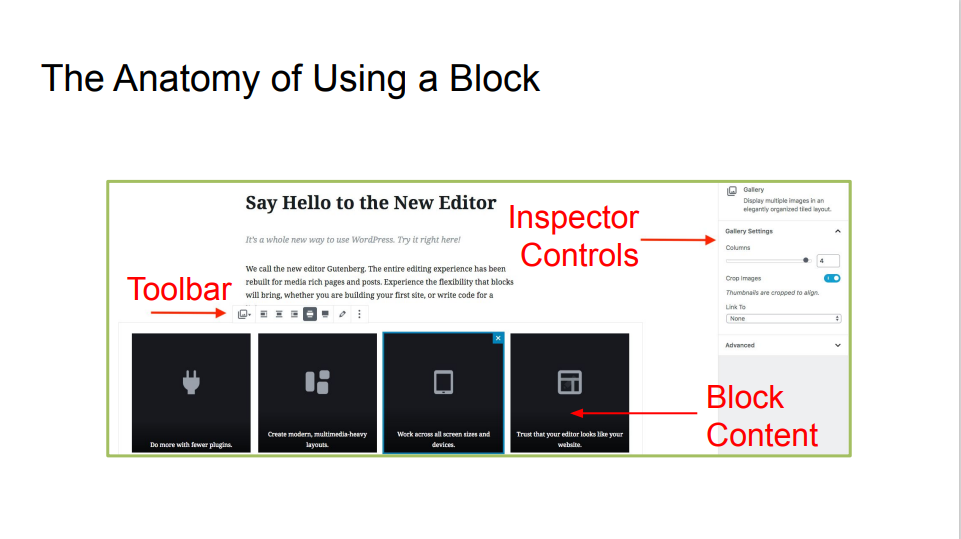 The Anatomy of Using a Block
Say Hello to the New Editor
It's a whole new way to use WordPress. Try it right here!
We call the new editor Gutenberg. The entire editing experience has been
rebuilt for media rich pages and posts. Experience the flexibility that blocks
will bring, whether you are building your first site, or write code for a
Toolbar
Inspector
Controls
Gallery
Display multiple images in an
elegantly organized tiled layout.
Gallery Settings
Columns
4
Crop Images
Thumbnails are cropped to align.
Link To
None
Advanced
Do more with fewer plugins.
Create modern, multimedia-heavy
layouts.
Work across all screen sizes and
devices.
Trust that your editor looks like your
website.
Block
Content